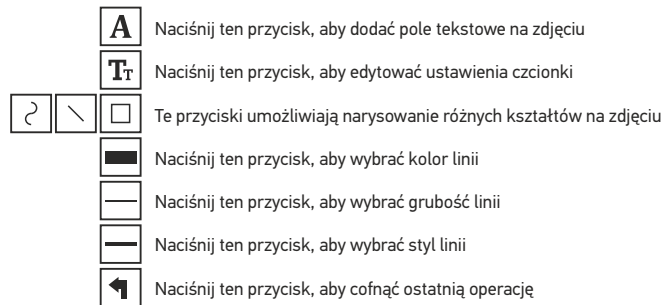 A Naciśnij ten przycisk, aby dodać pole tekstowe na zdjęciu
TT Naciśnij ten przycisk, aby edytować ustawienia czcionki
Te przyciski umożliwiają narysowanie różnych kształtów na zdjęciu
Naciśnij ten przycisk, aby wybrać kolor linii
Naciśnij ten przycisk, aby wybrać grubość linii
Naciśnij ten przycisk, aby wybrać styl linii
Naciśnij ten przycisk, aby cofnąć ostatnią operację